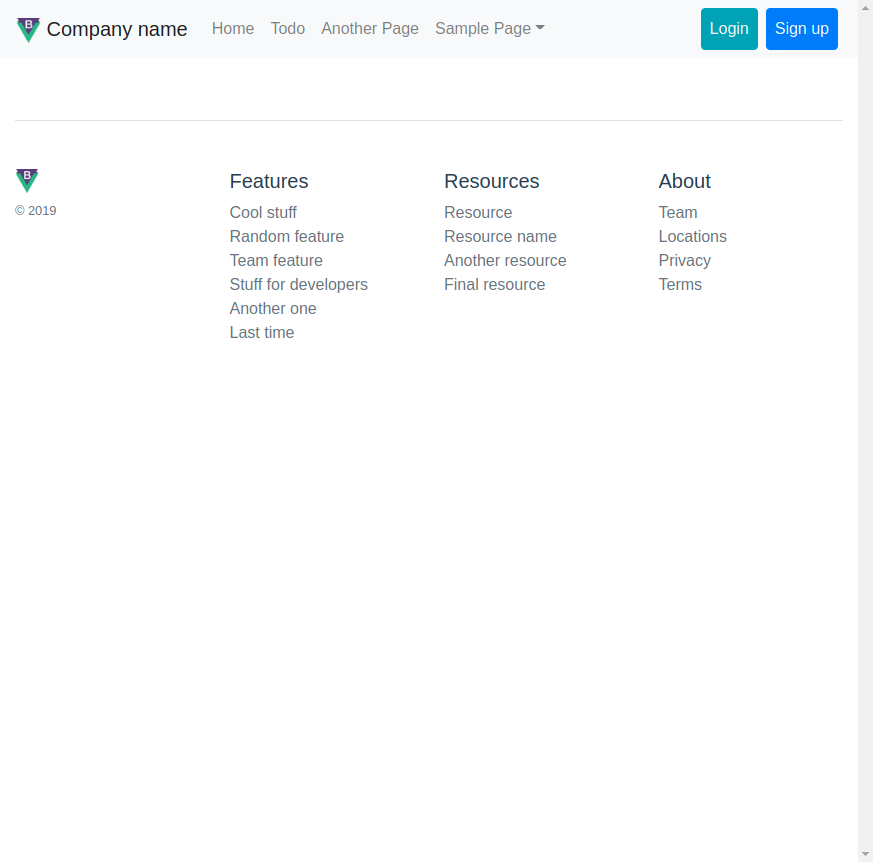 B Company name Home Todo Another Page Sample Page Login Sign up
B
© 2019
Features
Cool stuff
Random feature
Team feature
Stuff for developers
Another one
Last time
Resources
Resource
Resource name
Another resource
Final resource
About
Team
Locations
Privacy
Terms